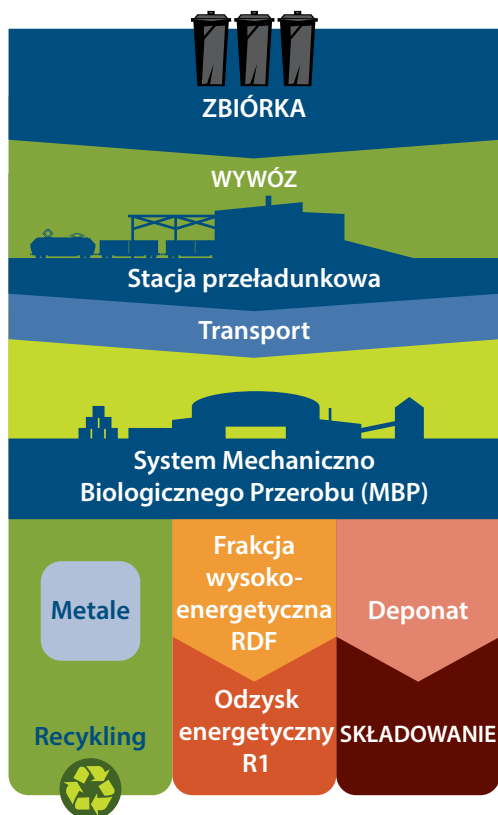 ZBIÓRKA
WYWÓZ
Stacja przeładunkowa
Transport
System Mechaniczno
Biologicznego Przerobu (MBP)
Metale
Recykling
Frakcja
wysoko-
energetyczna
RDF
Odzysk
energetyczny
R1
Deponat
SKŁADOWANIE